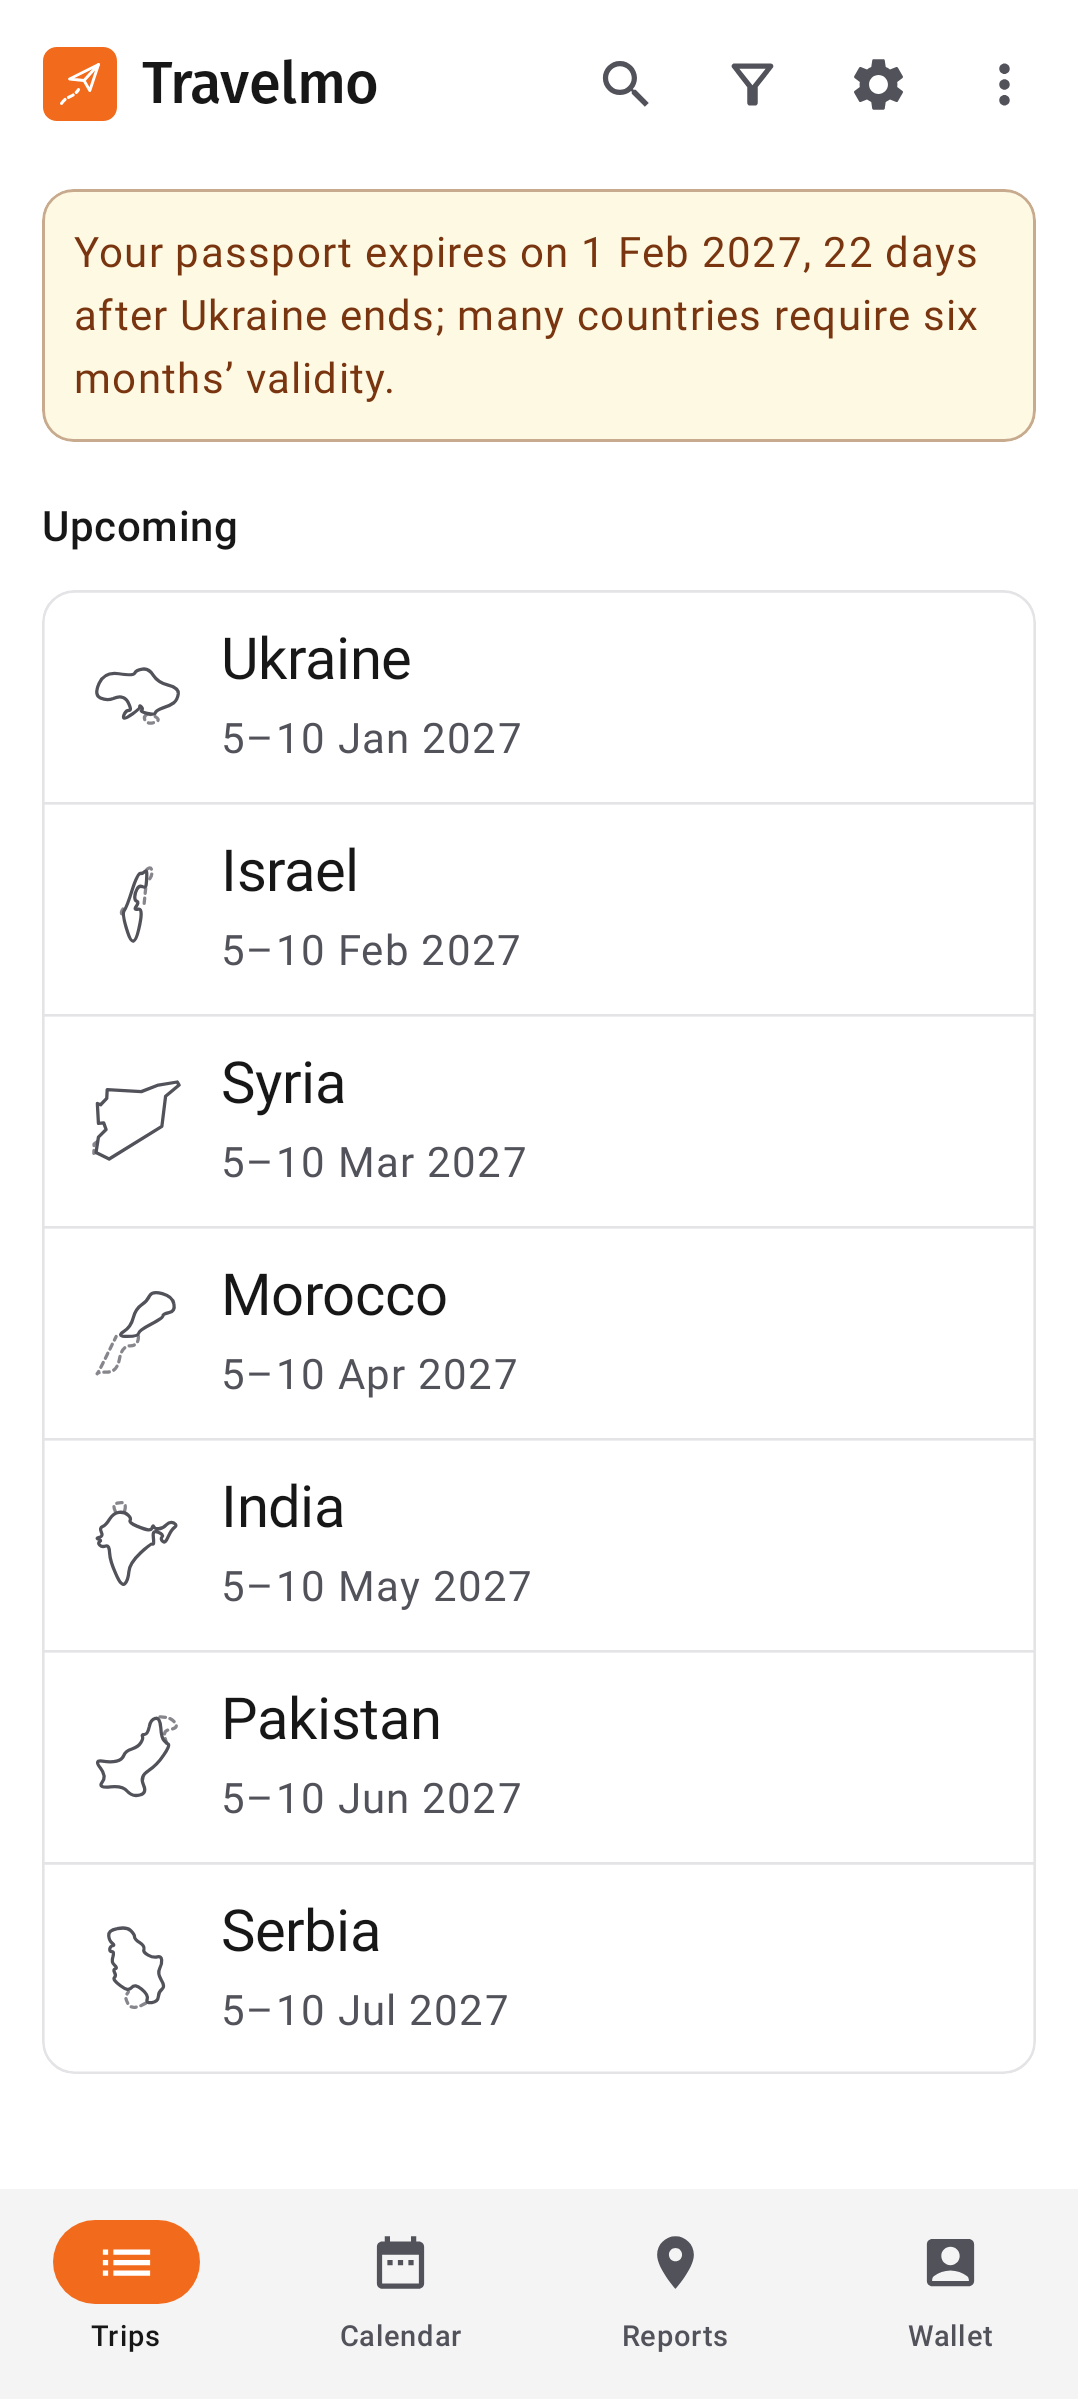 Travelmo
Your passport expires on 1 Feb 2027, 22 days
after Ukraine ends; many countries require six
months’ validity.
Upcoming
Ukraine
5–10 Jan 2027
Israel
5–10 Feb 2027
Syria
5–10 Mar 2027
Morocco
5–10 Apr 2027
India
5–10 May 2027
Pakistan
5–10 Jun 2027
Serbia
5–10 Jul 2027
Trips
Calendar
Reports
Wallet